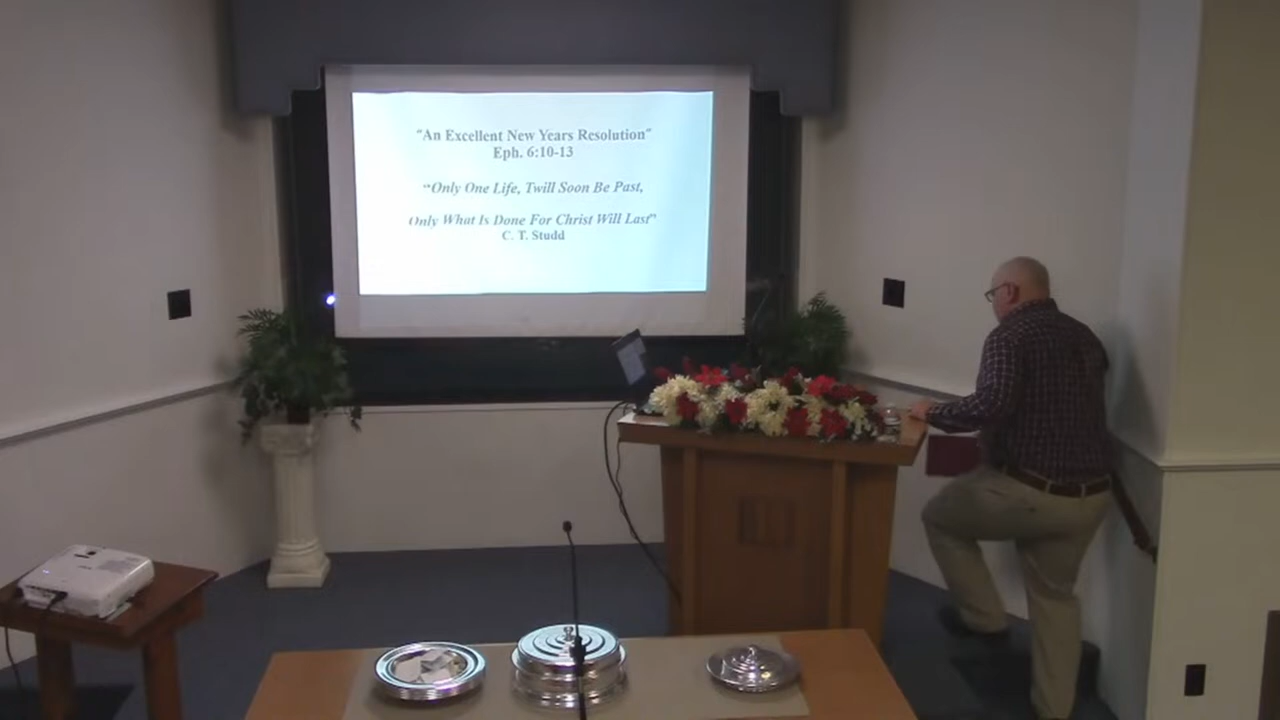 "An Excellent New Years Resolution"
Eph. 6:10-13
"Only One Life, Twill Soon Be Past,
Only What Is Done For Christ Will Last"
C. T. Studd